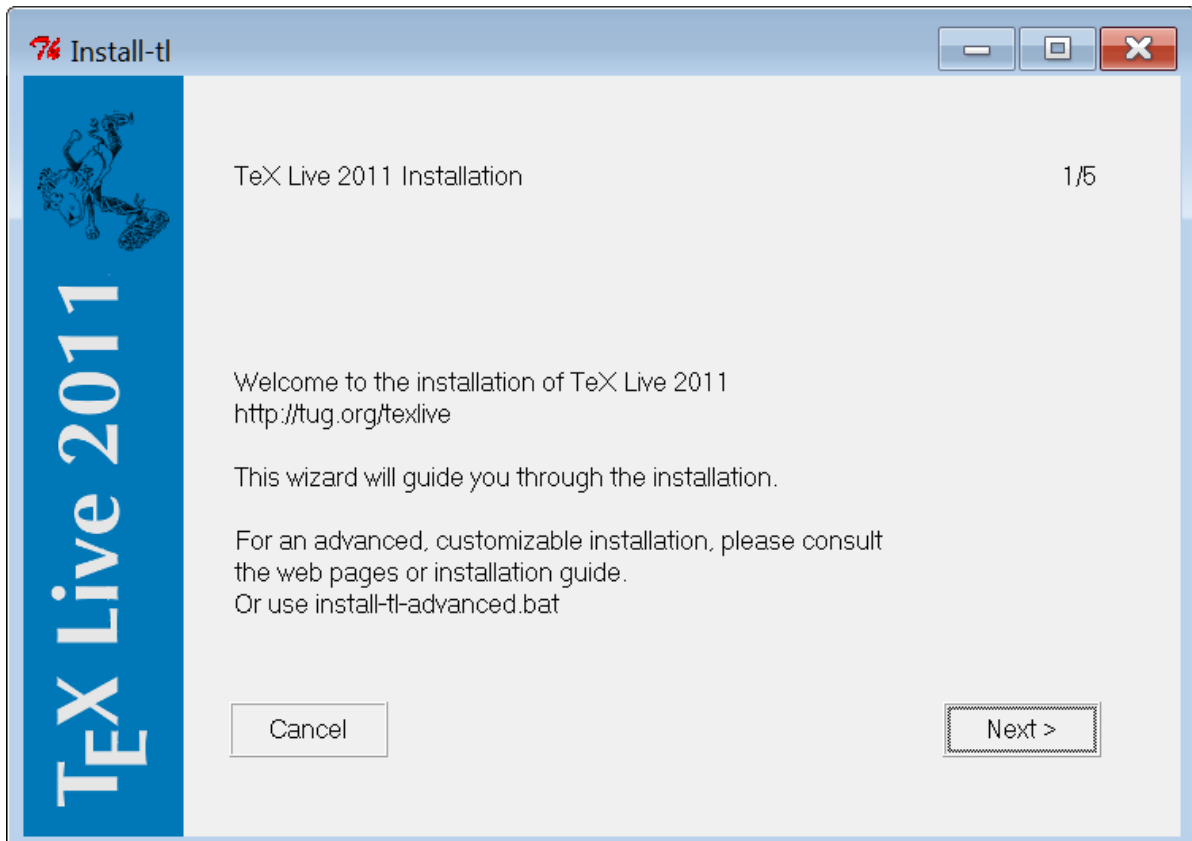 Install-tl
TeX Live 2011
TeX Live 2011 Installation
1/5
Welcome to the installation of TeX Live 2011
http://tug.org/texlive
This wizard will guide you through the installation.
For an advanced, customizable installation, please consult
the web pages or installation guide.
Or use install-tl-advanced.bat
Cancel
Next >